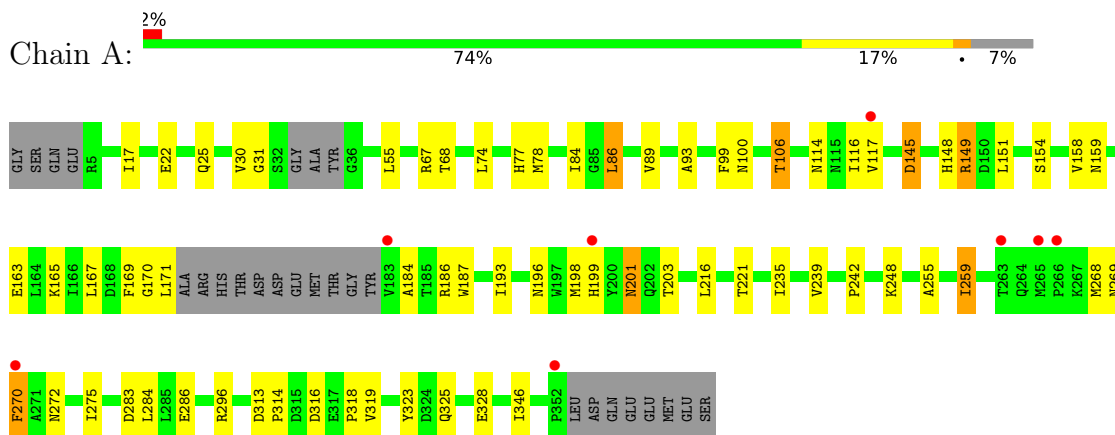 2%
Chain A:
74% 17% • 7%
GLY SER GLN GLU R5 I17 E22 Q25 V30 G31 S32 GLY ALA TYR G36 L55 R67 T68 L74 H77 M78 I84 G85 L86 V89 A93 F99 N100 T106 N114 N115 I116 V117 D145 H148 R149 D150 L151 S154 V158 N159
E163 L164 K165 I166 L167 D168 F169 G170 L171 ALA ARG HIS THR ASP ASP GLU MET THR GLY TYR V183 A184 T185 R186 W187 I193 N196 W197 M198 H199 Y200 N201 Q202 T203 L216 T221 I235 V239 P242 K248 A255 I259 T263 Q264 M265 P266 K267 M268 N269
F270 A271 N272 I275 D283 L284 L285 E286 R296 D313 P314 D315 D316 E317 P318 V319 Y323 D324 Q325 E328 I346 P352 LEU ASP GLN GLU GLU MET GLU SER